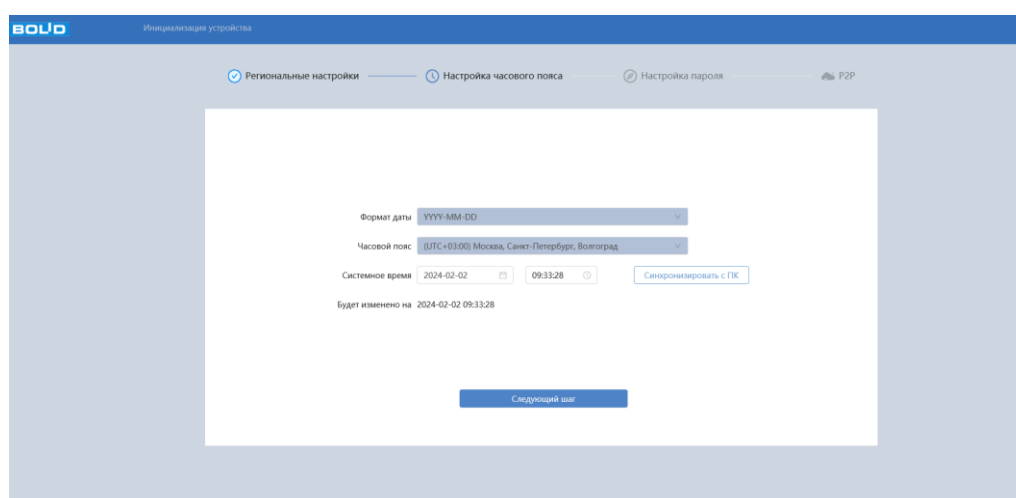 BOLID Инициализация устройства
Региональные настройки Настройка часового пояса Настройка пароля P2P
Формат даты YYYY-MM-DD
Часовой пояс (UTC+03:00) Москва, Санкт-Петербург, Волгоград
Системное время 2024-02-02 09:33:28 Синхронизировать с ПК
Будет изменено на 2024-02-02 09:33:28
Следующий шаг